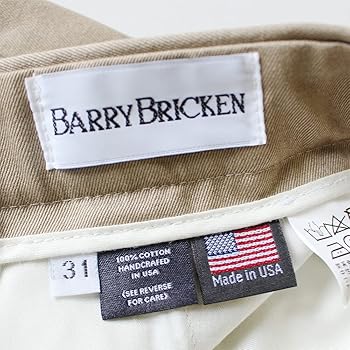 BARRY BRICKEN
31
100% COTTON
HANDCRAFTED
IN USA
(SEE REVERSE
FOR CARE)
Made in USA